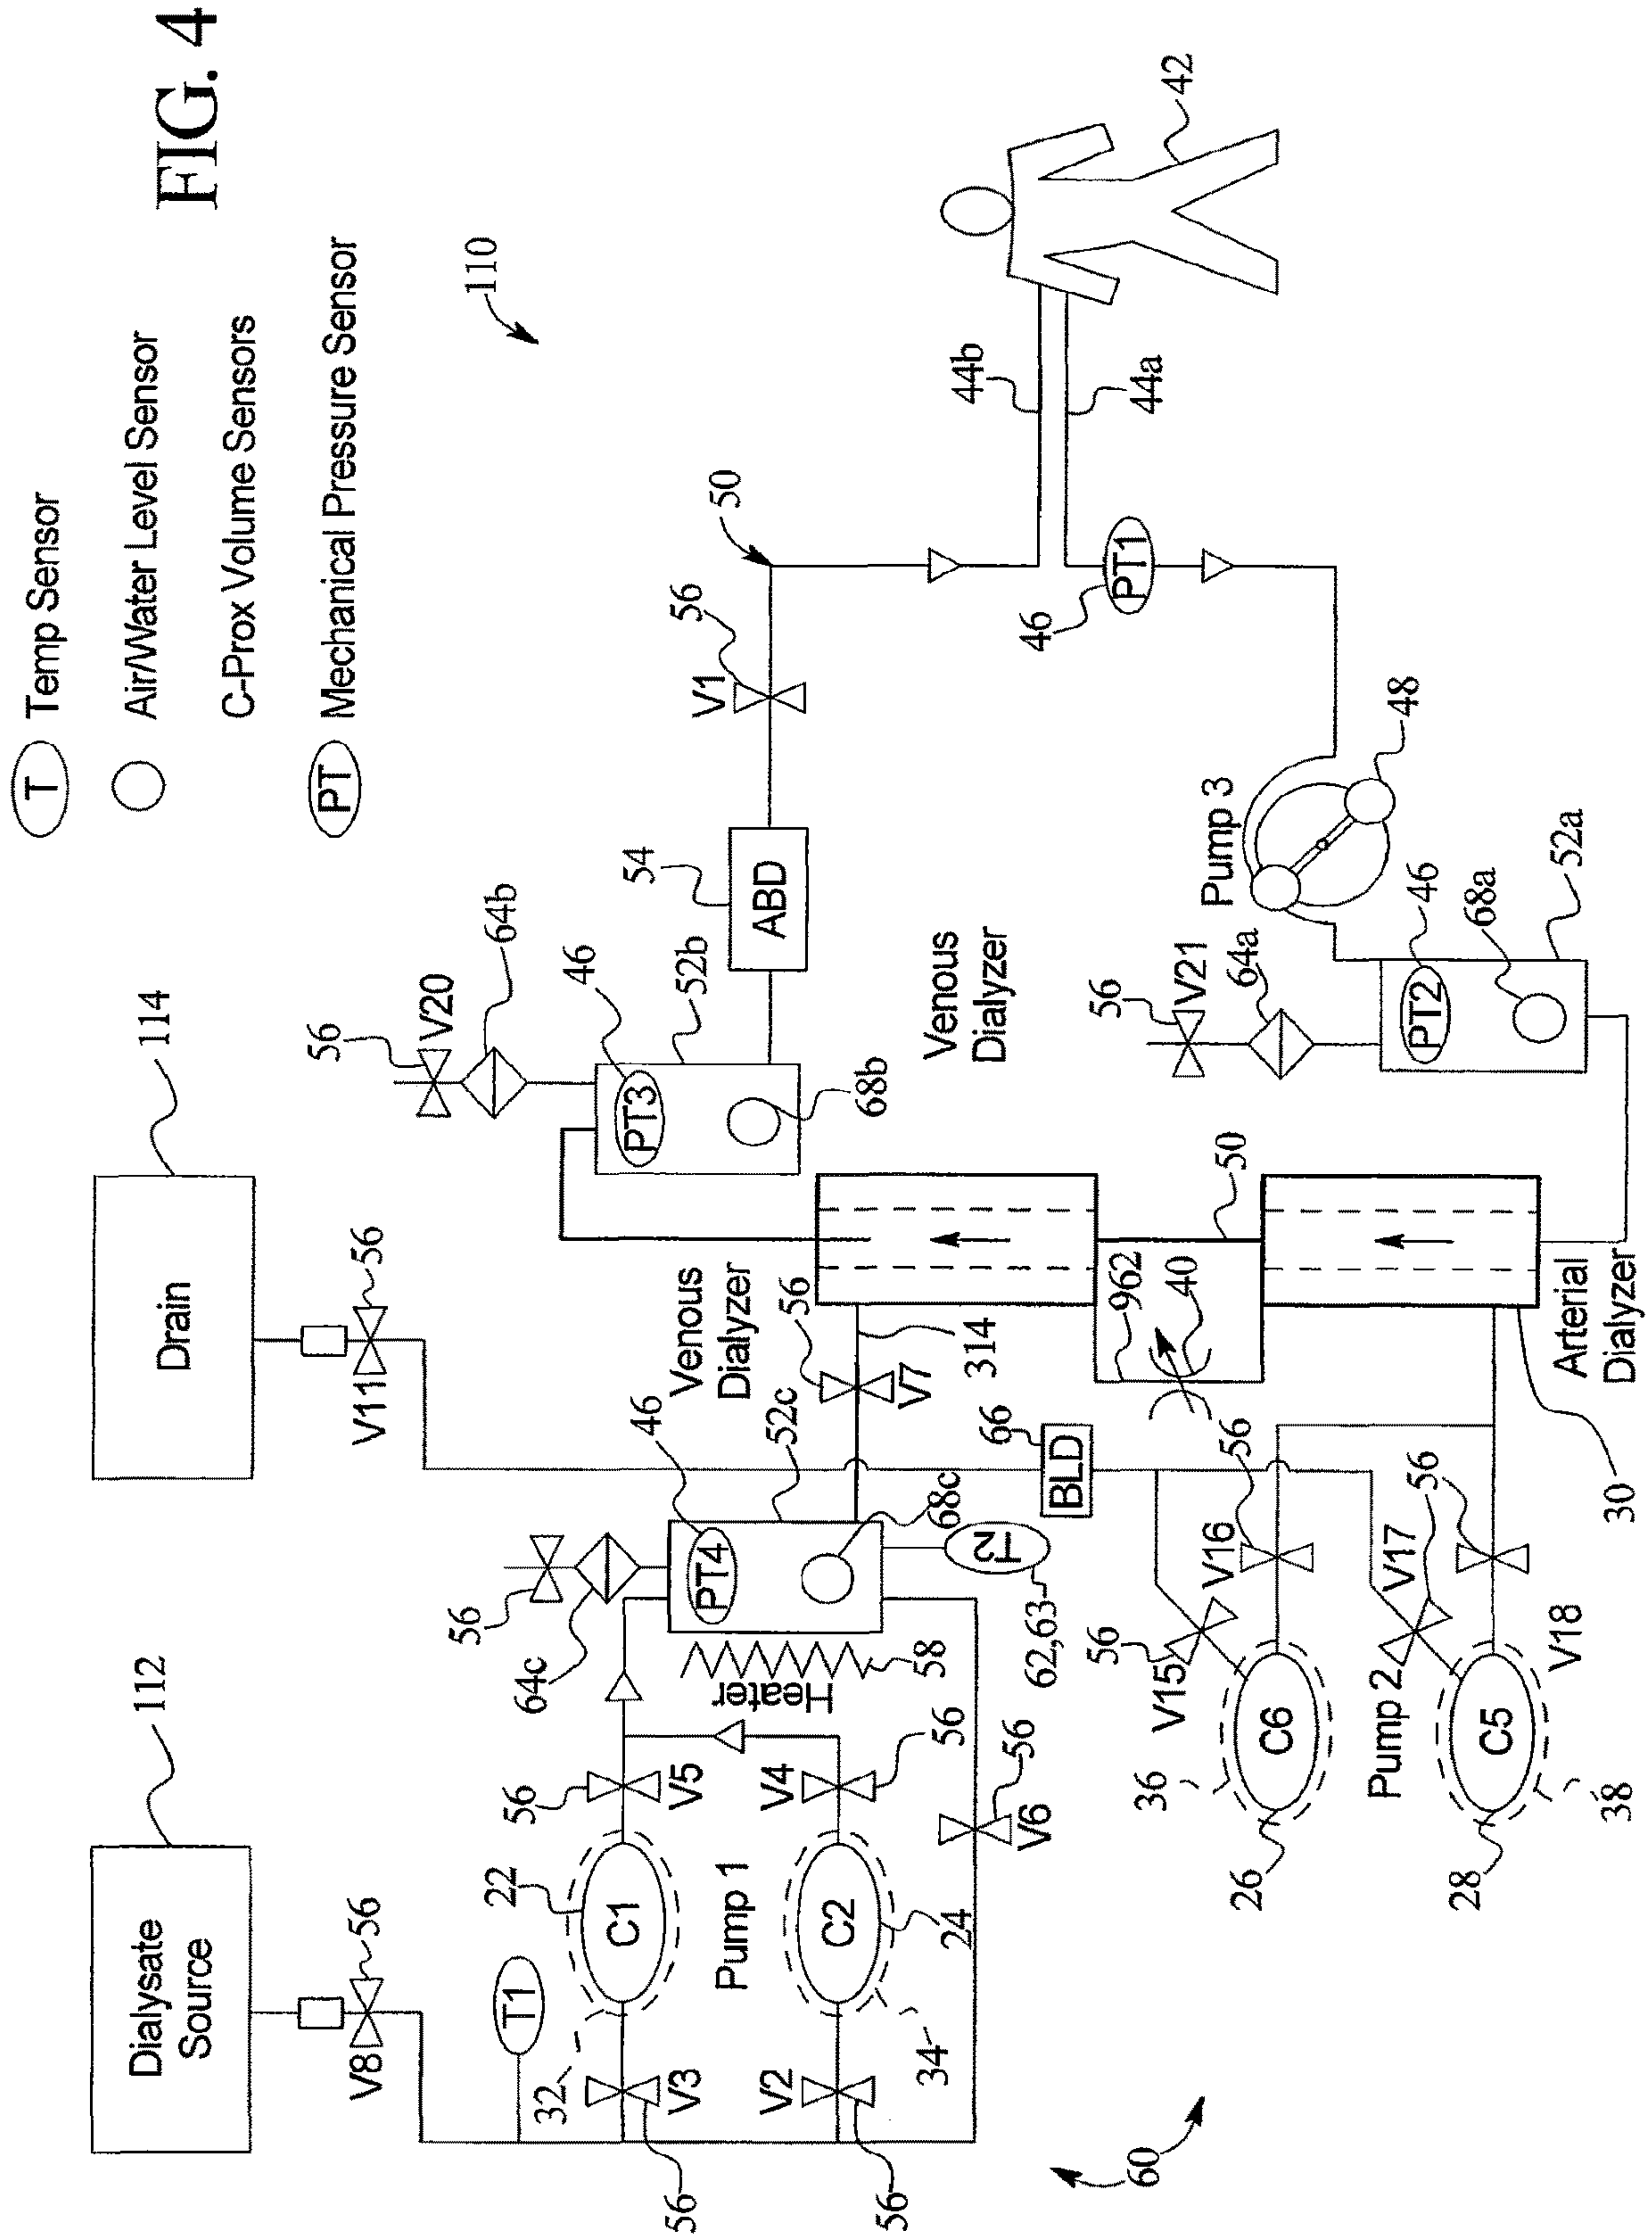 FIG. 4
T Temp Sensor
Air/Water Level Sensor
C-Prox Volume Sensors
PT Mechanical Pressure Sensor
110
Dialysate
Source
112
Drain
114
V8
56
V11
56
T1
32
22
C1
V3
56
V5
56
Pump 1
C2
24
34
V2
56
V4
56
V6
56
60
56
64c
PT4
46
52c
68c
Heater
58
T2
62,63
V7
56
314
Venous
Dialyzer
56
V20
64b
PT3
46
52b
68b
ABD
54
V1
56
50
44b
44a
42
PT1
46
Pump 3
48
Venous
Dialyzer
56
V21
64a
PT2
46
68a
52a
50
962
40
BLD
66
Arterial
Dialyzer
30
V15
56
V16
56
V17
56
V18
Pump 2
C6
36
26
C5
38
28